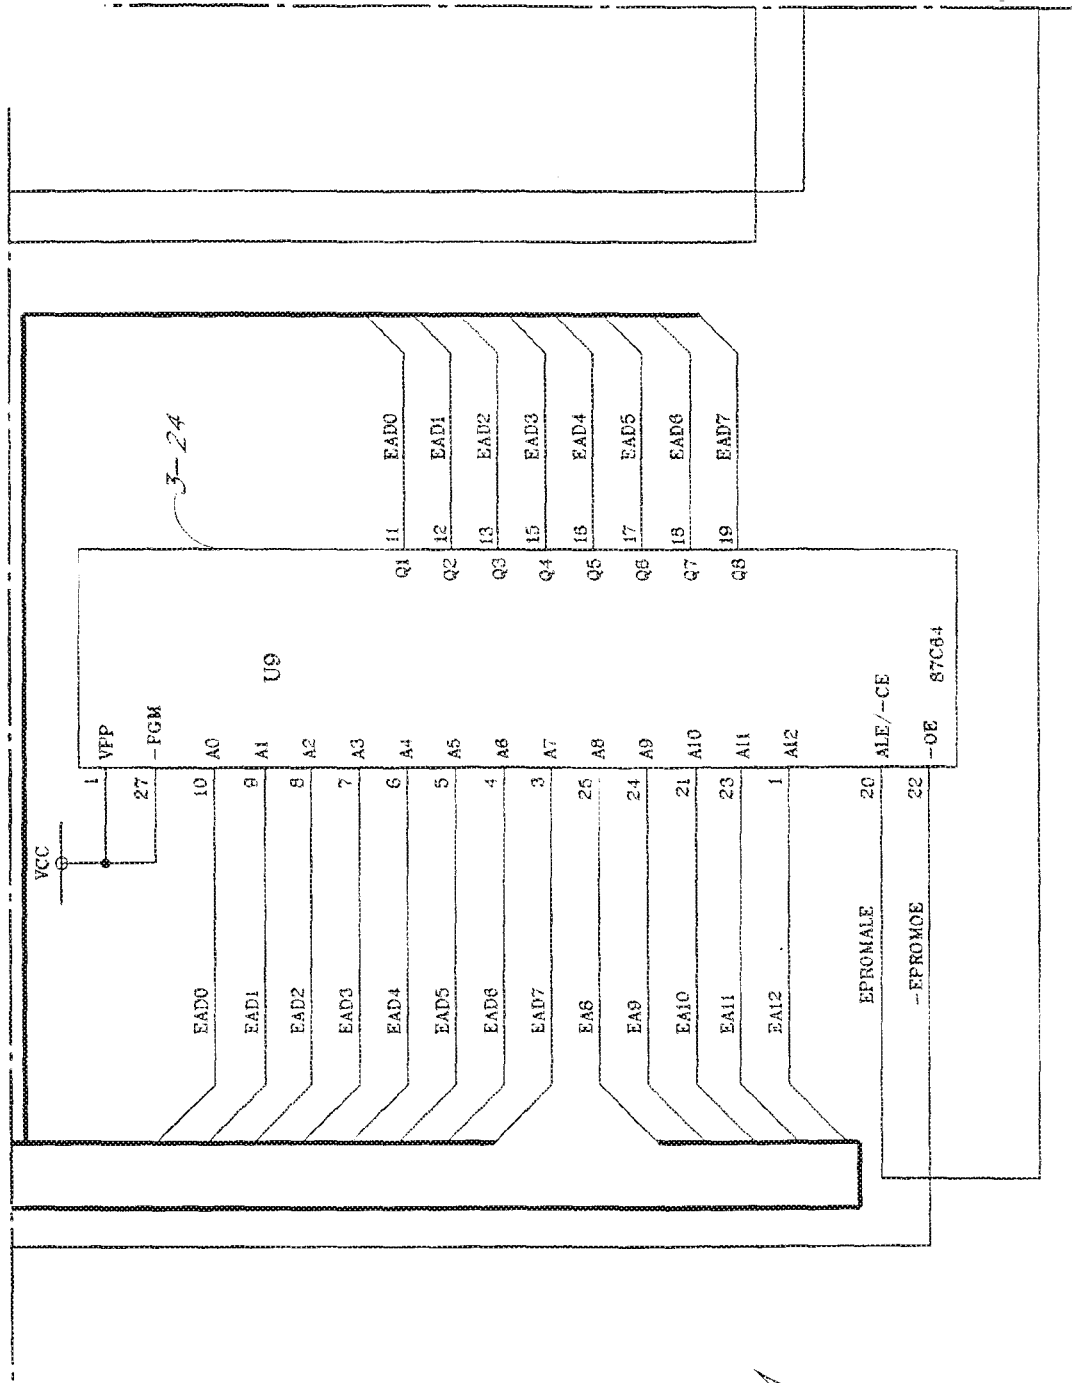 VCC
3-24
U9
87C64
1 VPP
27 -PGM
EAD0 10 A0
EAD1 9 A1
EAD2 8 A2
EAD3 7 A3
EAD4 6 A4
EAD5 5 A5
EAD6 4 A6
EAD7 3 A7
EA8 25 A8
EA9 24 A9
EA10 21 A10
EA11 23 A11
EA12 1 A12
EPROMALE 20 ALE/-CE
-EPROMOE 22 -OE
Q1 11 EAD0
Q2 12 EAD1
Q3 13 EAD2
Q4 15 EAD3
Q5 16 EAD4
Q6 17 EAD5
Q7 18 EAD6
Q8 19 EAD7